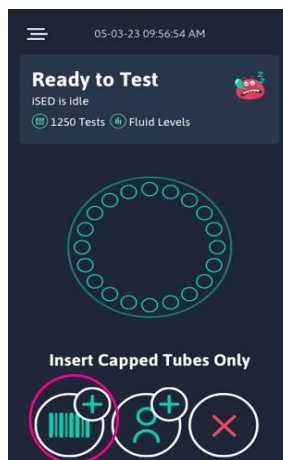 05-03-23 09:56:54 AM
Ready to Test
iSED is idle
1250 Tests Fluid Levels
Insert Capped Tubes Only